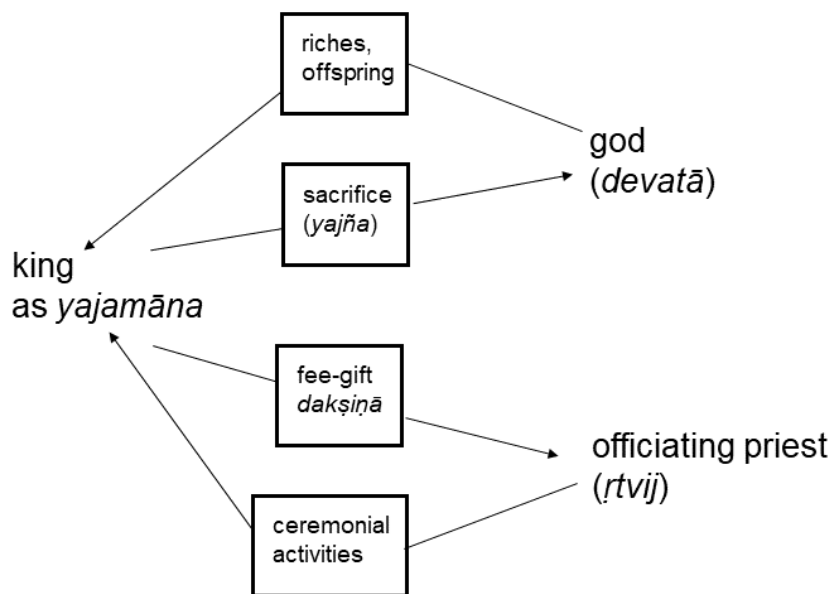 riches,
offspring
god
(devatā)
sacrifice
(yajña)
king
as yajamāna
fee-gift
dakṣiṇā
officiating priest
(ṛtvij)
ceremonial
activities